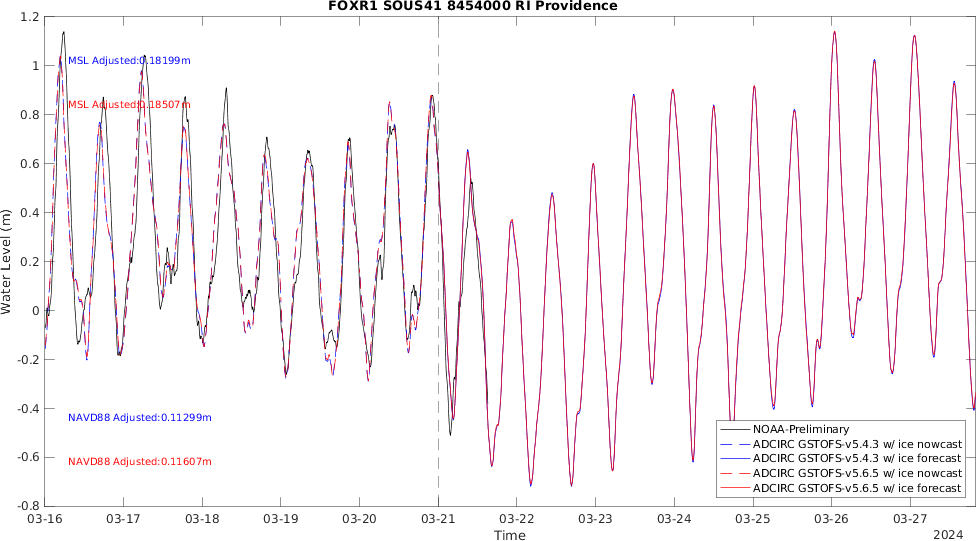 FOXR1 SOUS41 8454000 RI Providence
1.2
1
0.8
0.6
0.4
0.2
0
-0.2
-0.4
-0.6
-0.8
Water Level (m)
MSL Adjusted:0.18199m
MSL Adjusted:0.18507m
NAVD88 Adjusted:0.11299m
NAVD88 Adjusted:0.11607m
NOAA-Preliminary
ADCIRC GSTOFS-v5.4.3 w/ ice nowcast
ADCIRC GSTOFS-v5.4.3 w/ ice forecast
ADCIRC GSTOFS-v5.6.5 w/ ice nowcast
ADCIRC GSTOFS-v5.6.5 w/ ice forecast
03-16 03-17 03-18 03-19 03-20 03-21 03-22 03-23 03-24 03-25 03-26 03-27
Time
2024